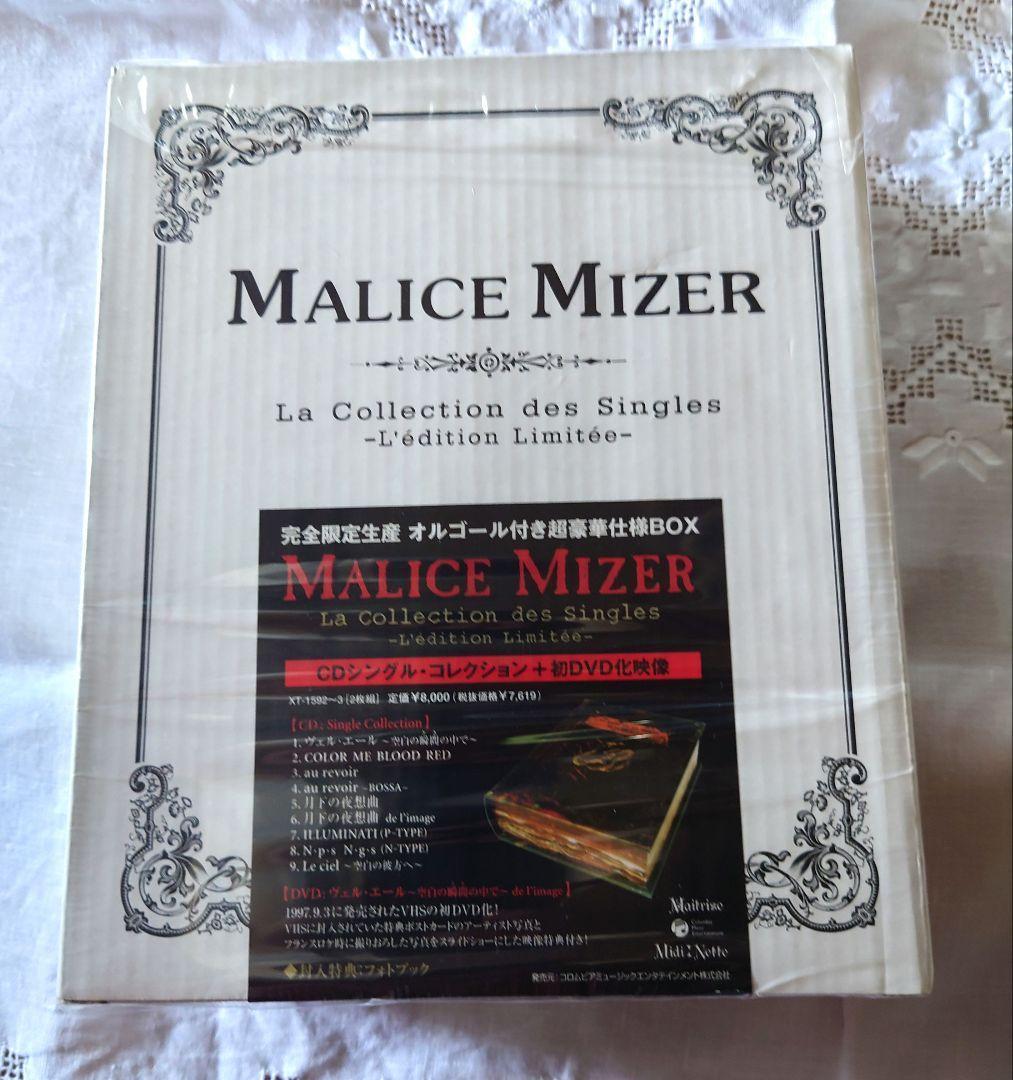 MALICE MIZER
La Collection des Singles
-L'édition Limitée-
完全限定生産 オルゴール付き超豪華仕様BOX
MALICE MIZER
La Collection des Singles
-L'édition Limitée-
CDシングル・コレクション＋初DVD化映像
XT-1592～3 [2枚組] 定価¥8,000（税抜価格¥7,619）
【CD : Single Collection】
1. ヴェル・エール ～空白の瞬間の中で～
2. COLOR ME BLOOD RED
3. au revoir
4. au revoir ~BOSSA~
5. 月下の夜想曲
6. 月下の夜想曲 de l'image
7. ILLUMINATI (P-TYPE)
8. N・p・s N・g・s (N-TYPE)
9. Le ciel ～空白の彼方へ～
【DVD : ヴェル・エール～空白の瞬間の中で～ de l'image】
1997.9.3に発売されたVHSの初DVD化！
VHSに封入されていた特典ポストカードのアーティスト写真と
フランスロケ時に撮りおろした写真をスライドショーにした映像特典付き！
◆封入特典:フォトブック
Maitrise
Columbia
Music
Entertainment
Midi:Nette
発売元：コロムビアミュージックエンタテインメント株式会社